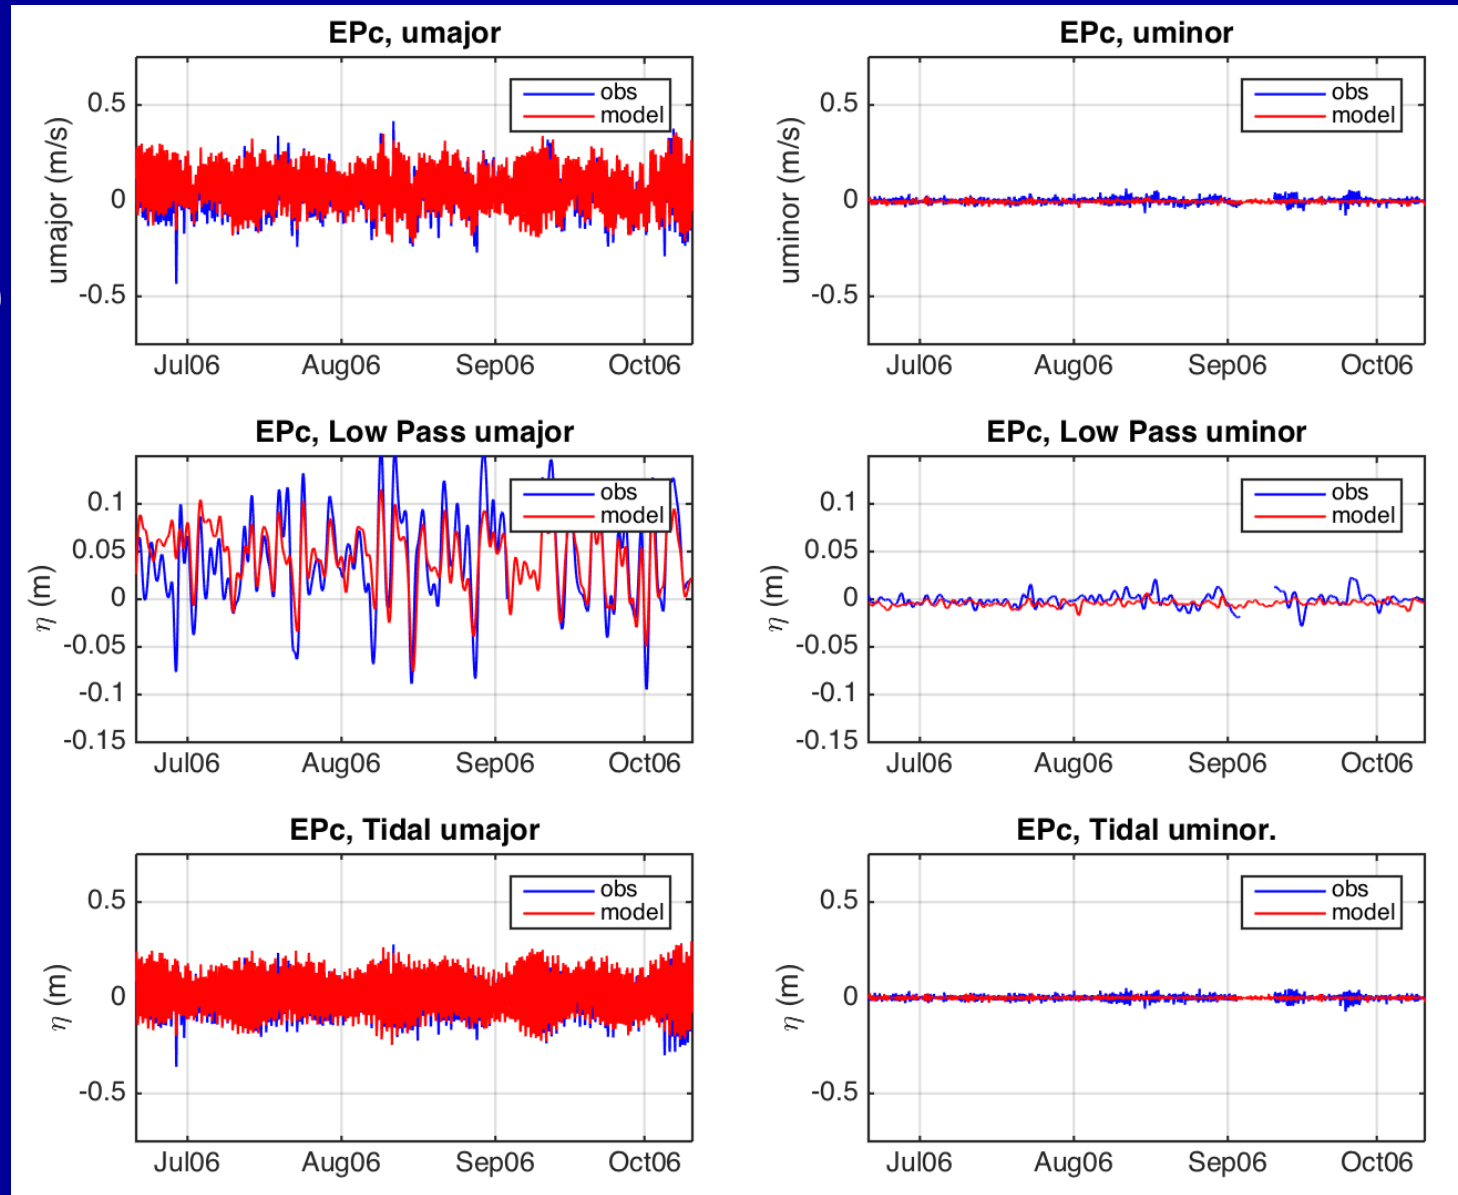 EPc, umajor
umajor (m/s)
0.5
0
-0.5
obs
model
Jul06 Aug06 Sep06 Oct06
EPc, uminor
uminor (m/s)
0.5
0
-0.5
obs
model
Jul06 Aug06 Sep06 Oct06
EPc, Low Pass umajor
η (m)
0.1
0.05
0
-0.05
-0.1
-0.15
obs
model
Jul06 Aug06 Sep06 Oct06
EPc, Low Pass uminor
η (m)
0.1
0.05
0
-0.05
-0.1
-0.15
obs
model
Jul06 Aug06 Sep06 Oct06
EPc, Tidal umajor
η (m)
0.5
0
-0.5
obs
model
Jul06 Aug06 Sep06 Oct06
EPc, Tidal uminor.
η (m)
0.5
0
-0.5
obs
model
Jul06 Aug06 Sep06 Oct06